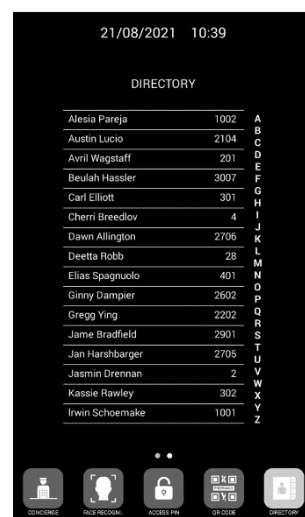 21/08/2021 10:39
DIRECTORY
Alesia Pareja 1002
Austin Lucio 2104
Avril Wagstaff 201
Beulah Hassler 3007
Carl Elliott 301
Cherri Breedlov 4
Dawn Allington 2706
Deetta Robb 28
Elias Spagnuolo 401
Ginny Dampier 2602
Gregg Ying 2202
Jame Bradfield 2901
Jan Harshbarger 2705
Jasmin Drennan 2
Kassie Rawley 302
Irwin Schoemake 1001
A
B
C
D
E
F
G
H
I
J
K
L
M
N
O
P
Q
R
S
T
U
V
W
X
Y
Z
CONCIERGE
FACE RECOGNI.
ACCESS PIN
QR CODE
DIRECTORY